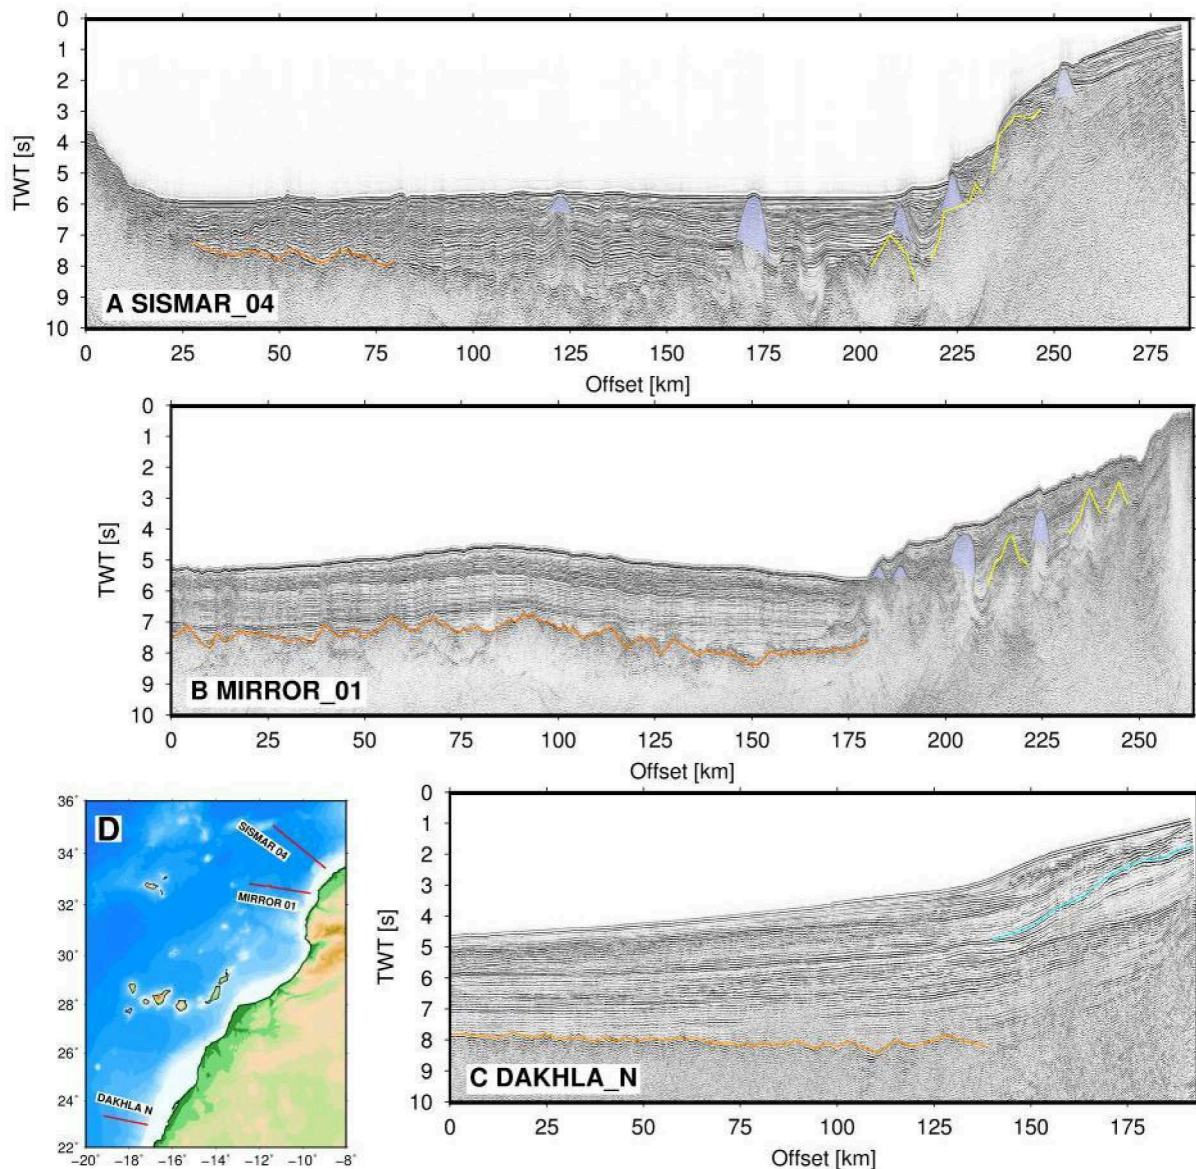 0
1
2
3
4
5
6
7
8
9
10
TWT [s]
A SISMAR_04
0 25 50 75 100 125 150 175 200 225 250 275
Offset [km]
0
1
2
3
4
5
6
7
8
9
10
TWT [s]
B MIRROR_01
0 25 50 75 100 125 150 175 200 225 250
Offset [km]
36°
34°
32°
30°
28°
26°
24°
22°
D
SISMAR 04
MIRROR 01
DAKHLA N
−20° −18° −16° −14° −12° −10° −8°
0
1
2
3
4
5
6
7
8
9
10
TWT [s]
C DAKHLA_N
0 25 50 75 100 125 150 175
Offset [km]